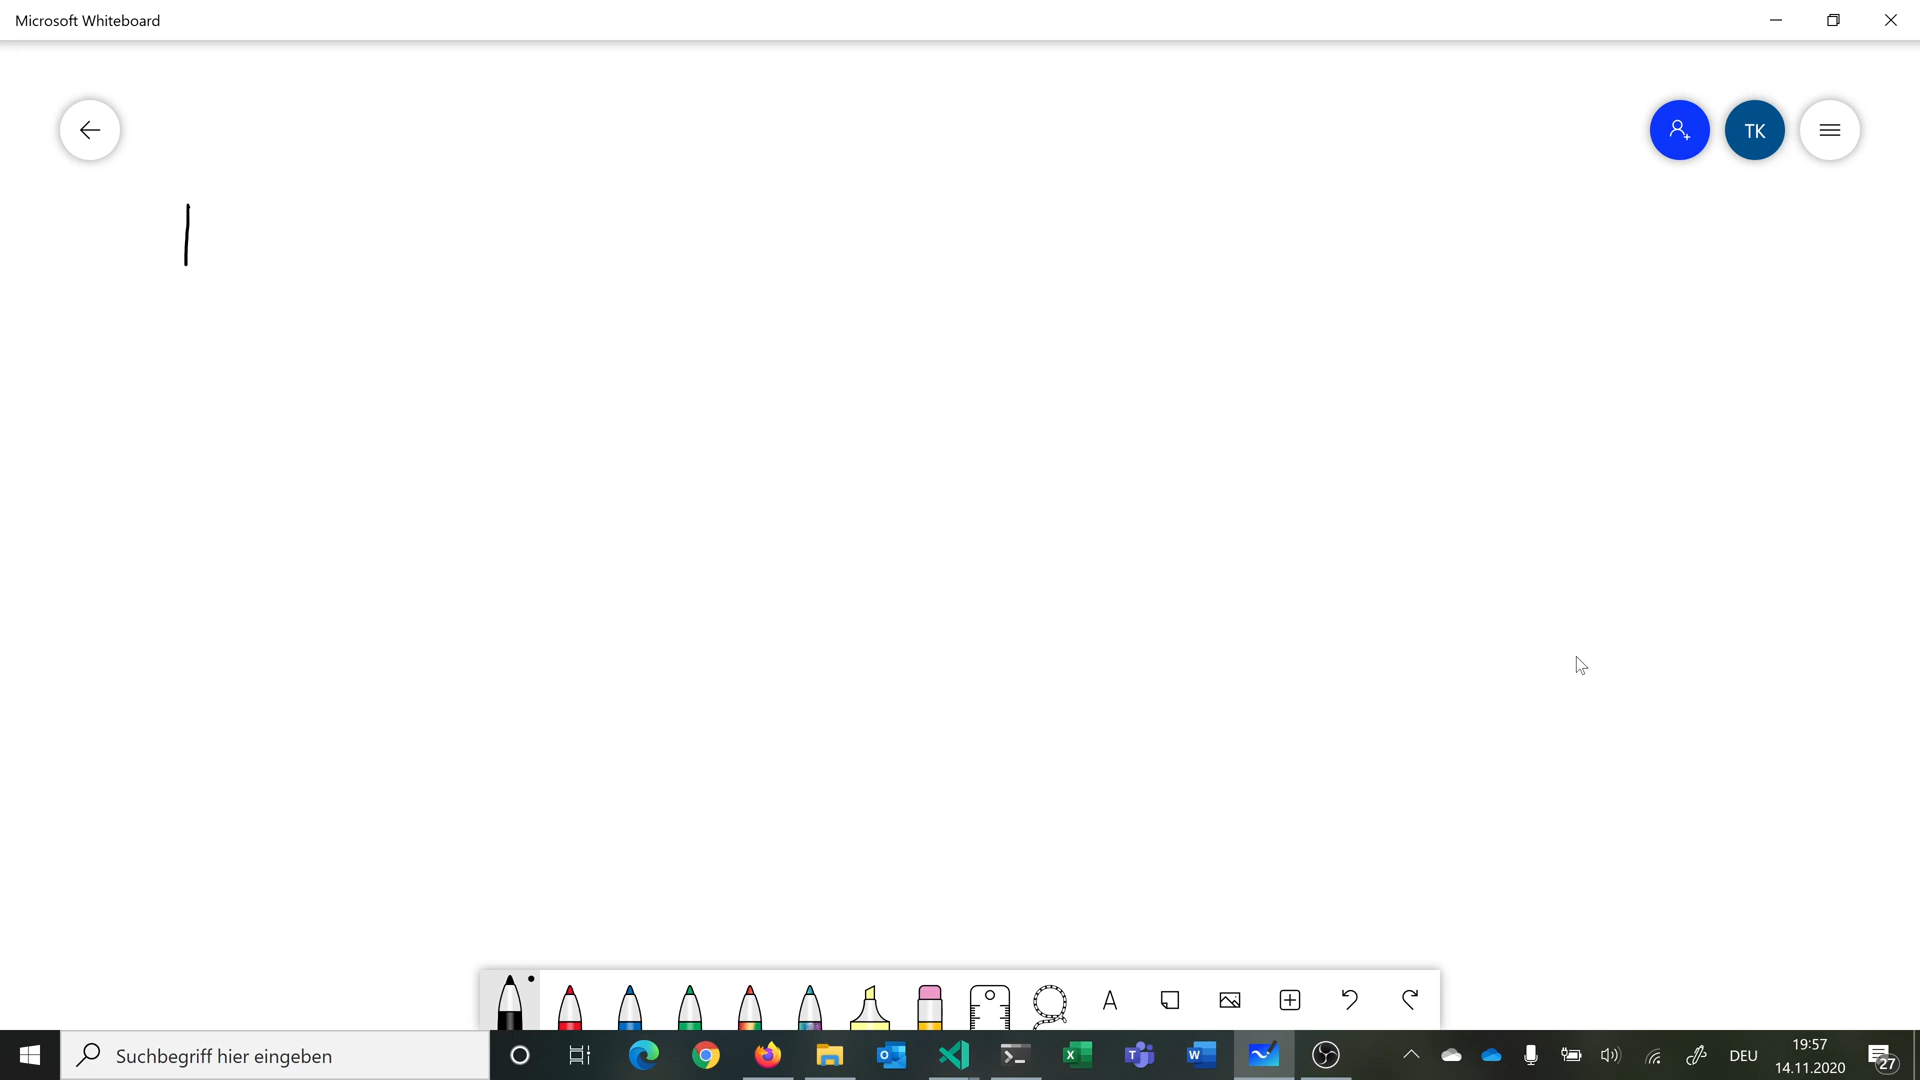 Microsoft Whiteboard
TK
Suchbegriff hier eingeben
DEU
19:57
14.11.2020
27